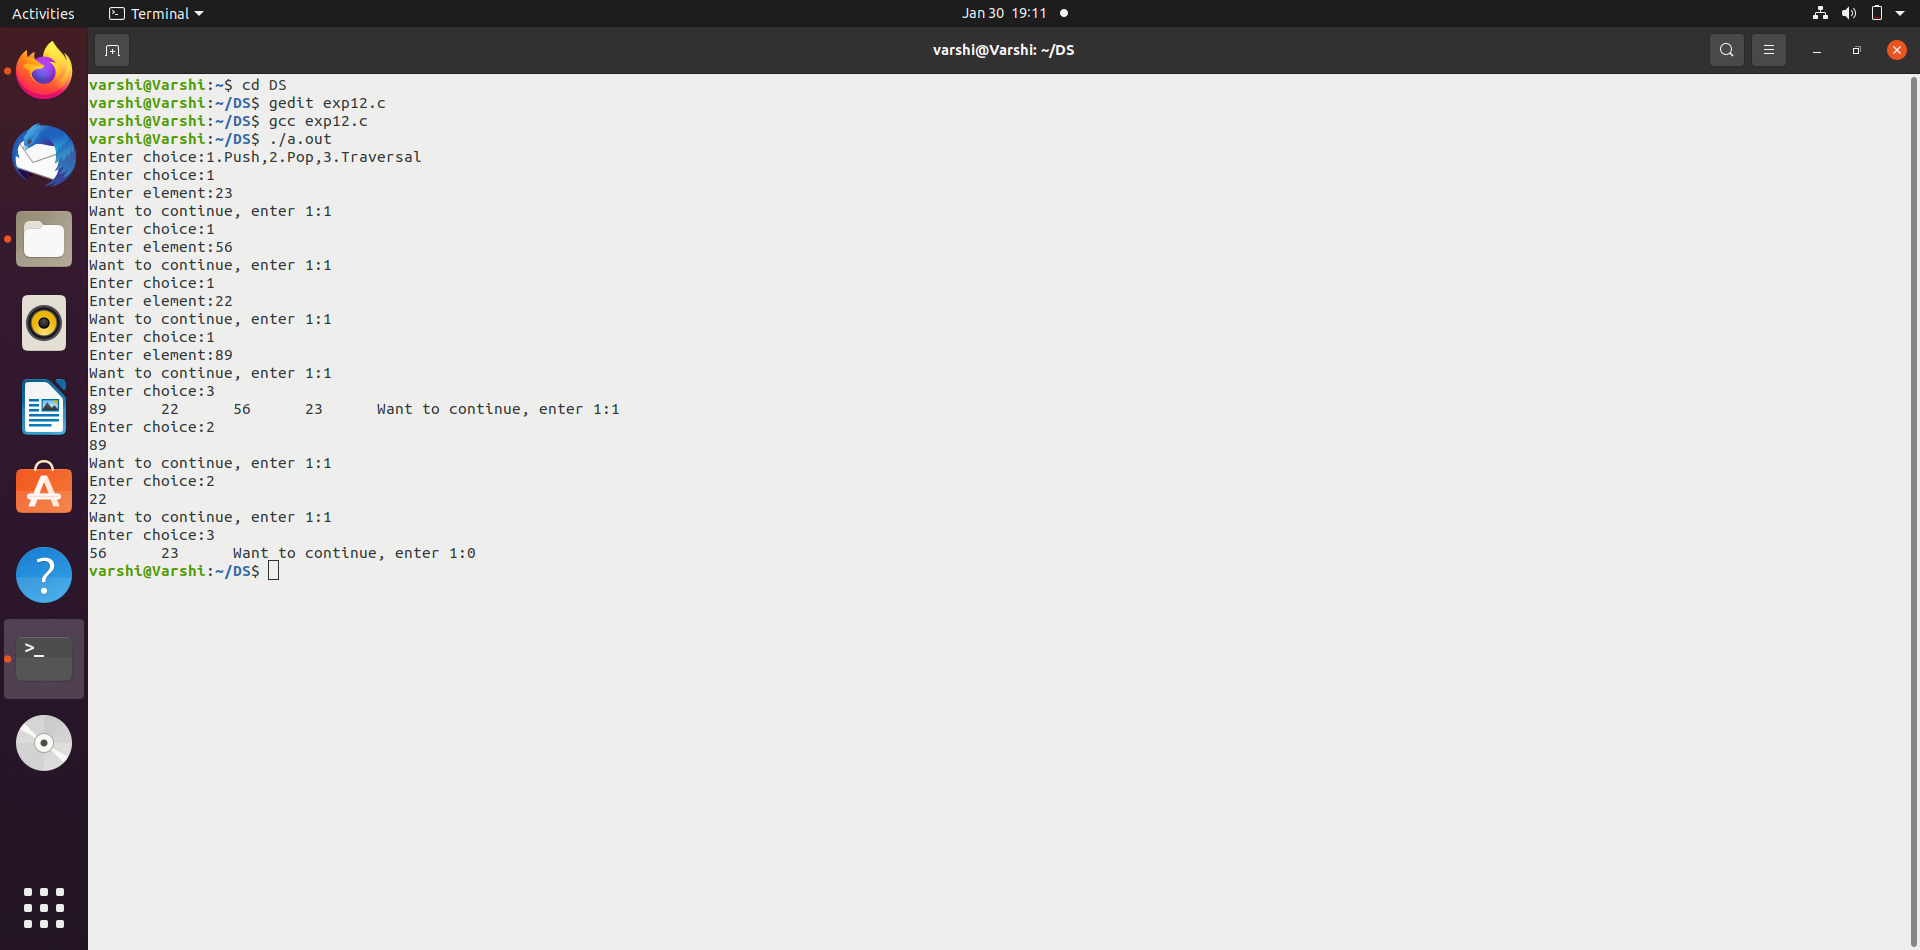 Activities
Terminal
Jan 30 19:11
varshi@Varshi: ~/DS
varshi@Varshi:~$ cd DS
varshi@Varshi:~/DS$ gedit exp12.c
varshi@Varshi:~/DS$ gcc exp12.c
varshi@Varshi:~/DS$ ./a.out
Enter choice:1.Push,2.Pop,3.Traversal
Enter choice:1
Enter element:23
Want to continue, enter 1:1
Enter choice:1
Enter element:56
Want to continue, enter 1:1
Enter choice:1
Enter element:22
Want to continue, enter 1:1
Enter choice:1
Enter element:89
Want to continue, enter 1:1
Enter choice:3
89      22      56      23      Want to continue, enter 1:1
Enter choice:2
89
Want to continue, enter 1:1
Enter choice:2
22
Want to continue, enter 1:1
Enter choice:3
56      23      Want to continue, enter 1:0
varshi@Varshi:~/DS$